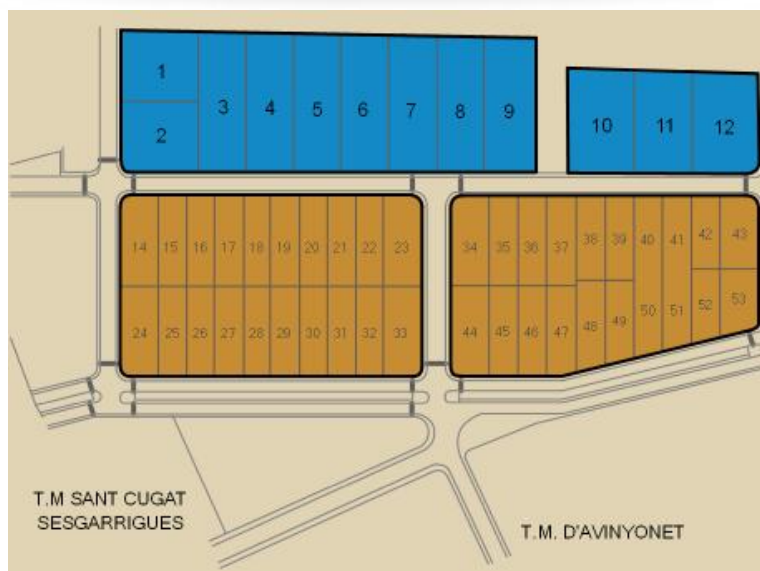 1
2
3 4 5 6 7 8 9
10 11 12
14 15 16 17 18 19 20 21 22 23
24 25 26 27 28 29 30 31 32 33
34 35 36 37 38 39 40 41 42 43
44 45 46 47 48 49 50 51 52 53
T.M SANT CUGAT
SESGARRIGUES
T.M. D'AVINYONET